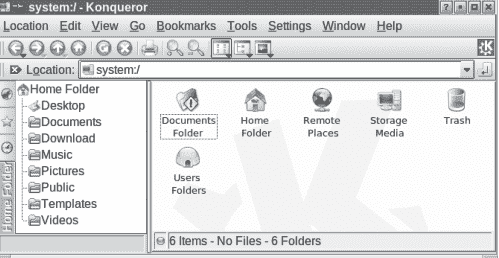 system:/ - Konqueror
Location Edit View Go Bookmarks Tools Settings Window Help
Location: system:/
Home Folder
Desktop
Documents
Download
Music
Pictures
Public
Templates
Videos
Home Folder
Documents Folder
Home Folder
Remote Places
Storage Media
Trash
Users Folders
6 Items - No Files - 6 Folders